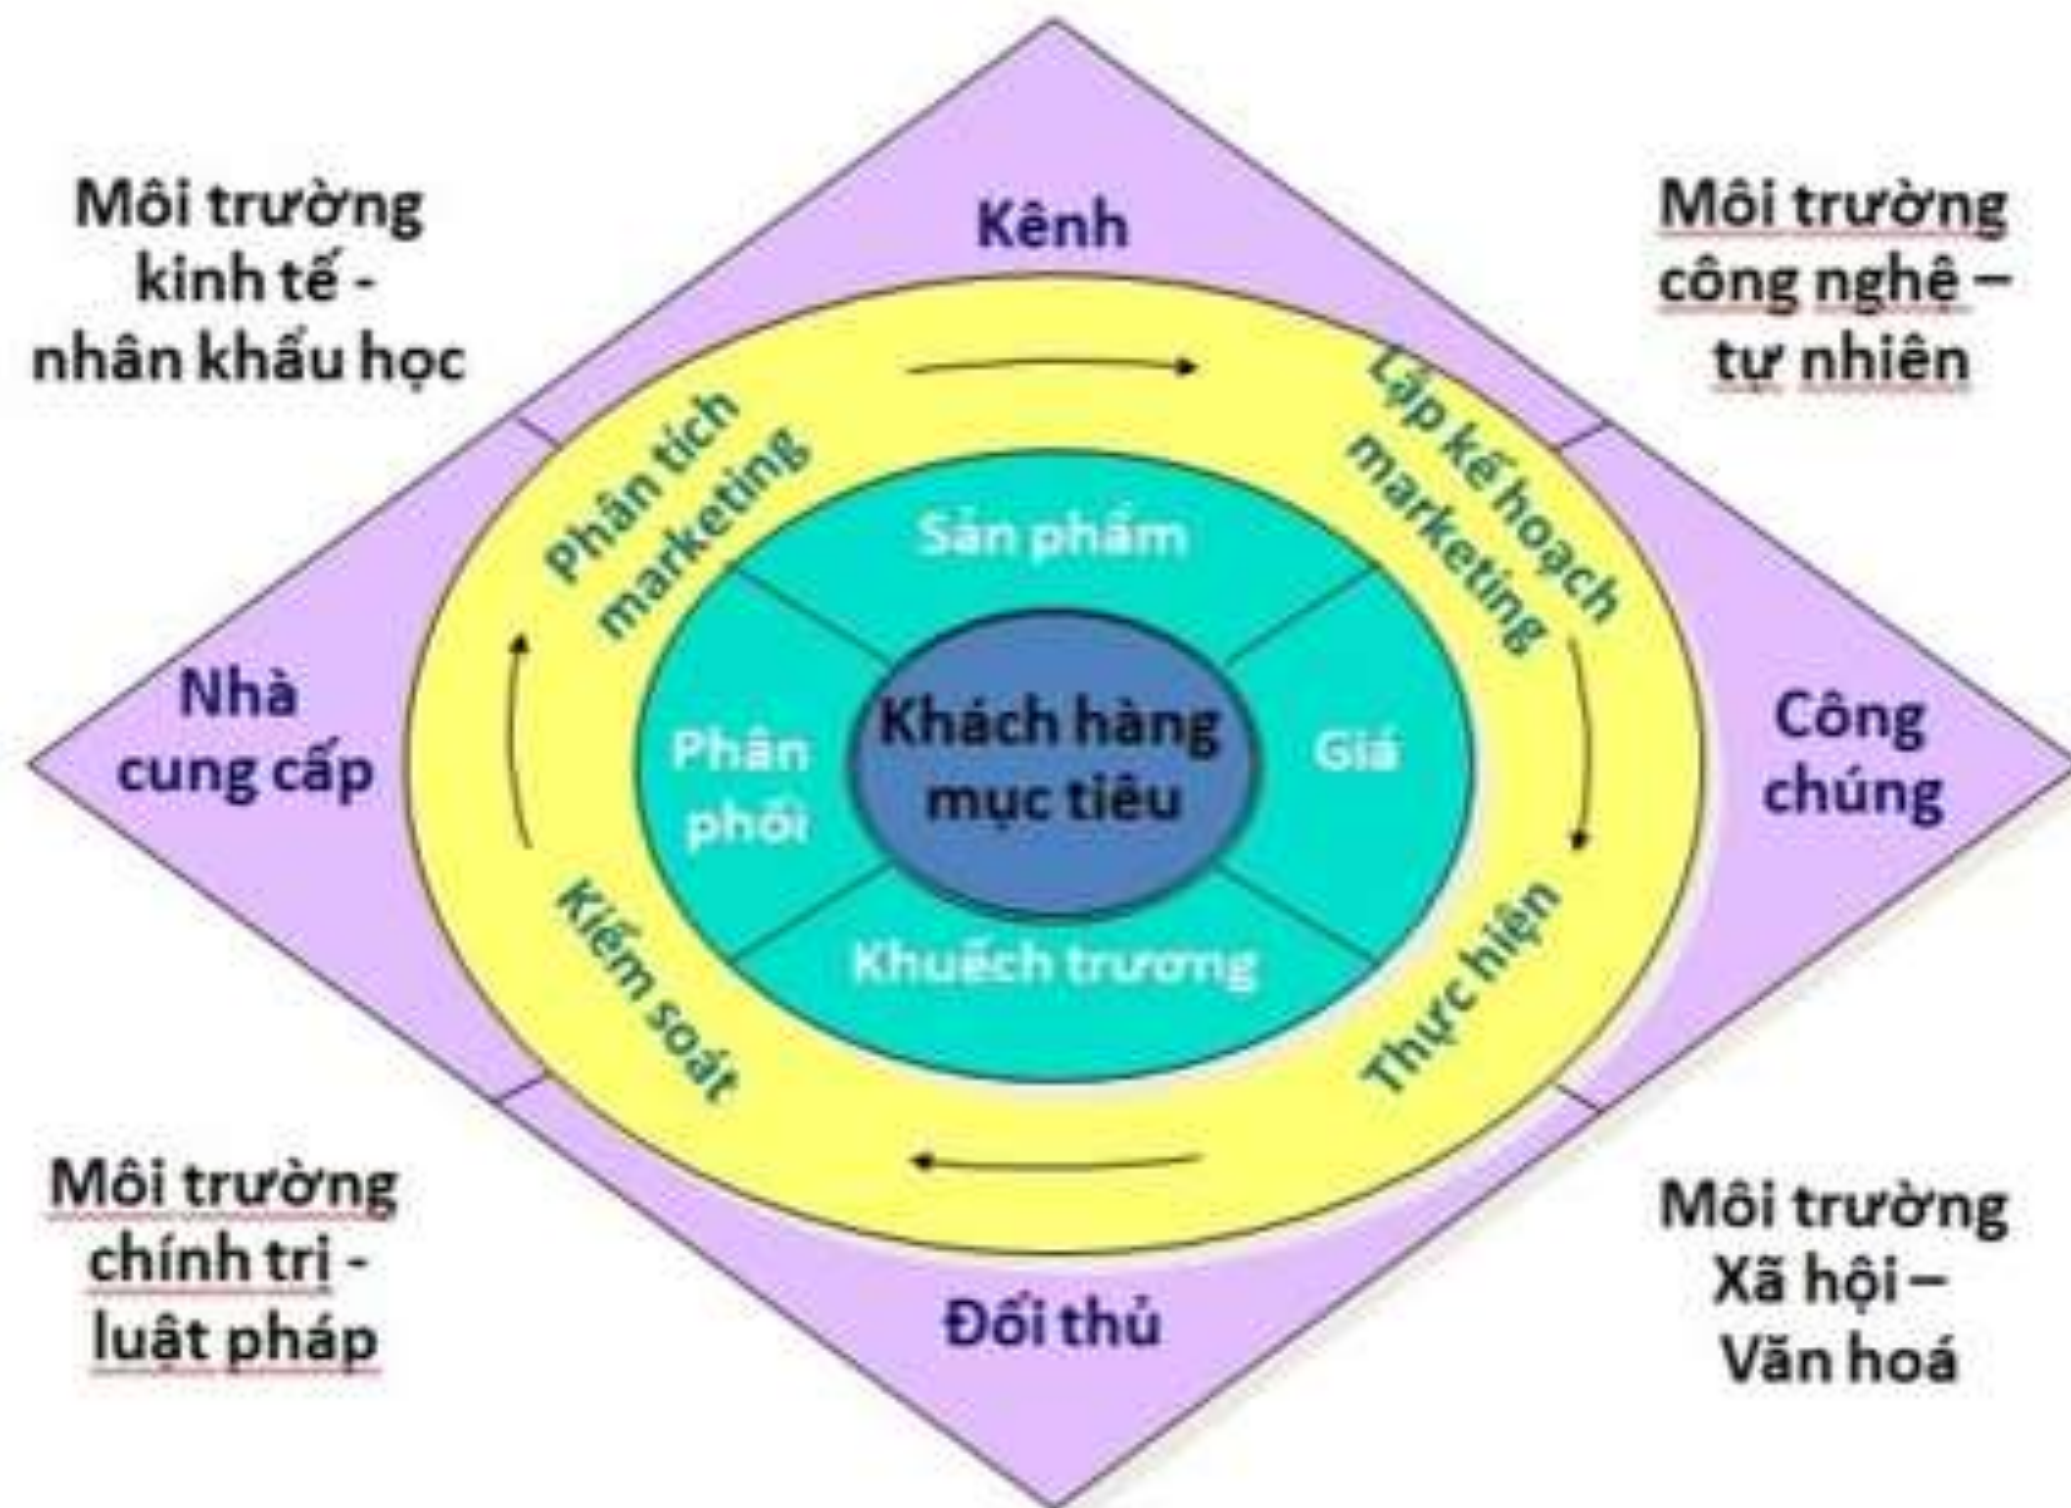 Môi trường
kinh tế -
nhân khẩu học
Kênh
Môi trường
công nghệ –
tự nhiên
Phân tích
marketing
Lập kế hoạch
marketing
Sản phẩm
Nhà
cung cấp
Phân
phối
Khách hàng
mục tiêu
Giá
Công
chúng
Kiểm soát
Khuếch trương
Thực hiện
Môi trường
chính trị -
luật pháp
Đối thủ
Môi trường
Xã hội –
Văn hoá